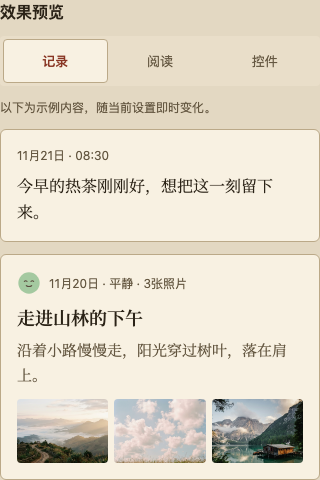 效果预览
记录
阅读
控件
以下为示例内容，随当前设置即时变化。
11月21日 · 08:30
今早的热茶刚刚好，想把这一刻留下
来。
11月20日 · 平静 · 3张照片
走进山林的下午
沿着小路慢慢走，阳光穿过树叶，落在肩
上。